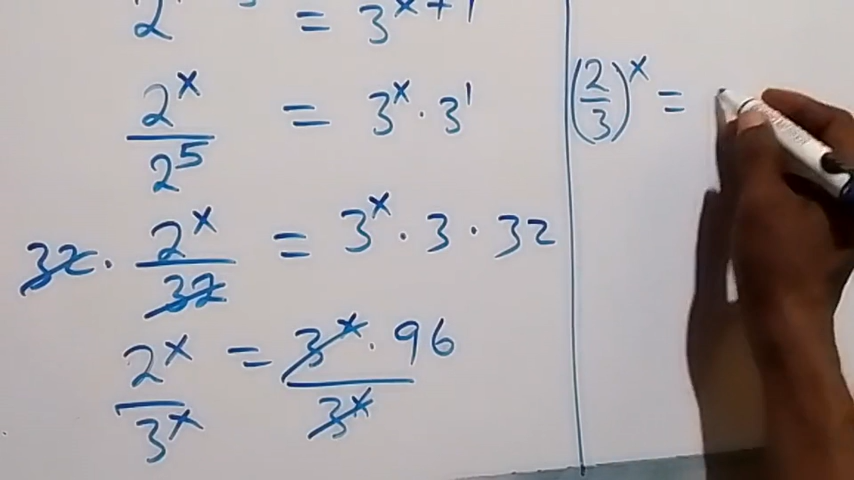 2 = 3^(x+1)
2^x / 2^5 = 3^x · 3^1
32 · 2^x / 32 = 3^x · 3 · 32
2^x / 3^x = 3^x · 96 / 3^x
(2/3)^x =